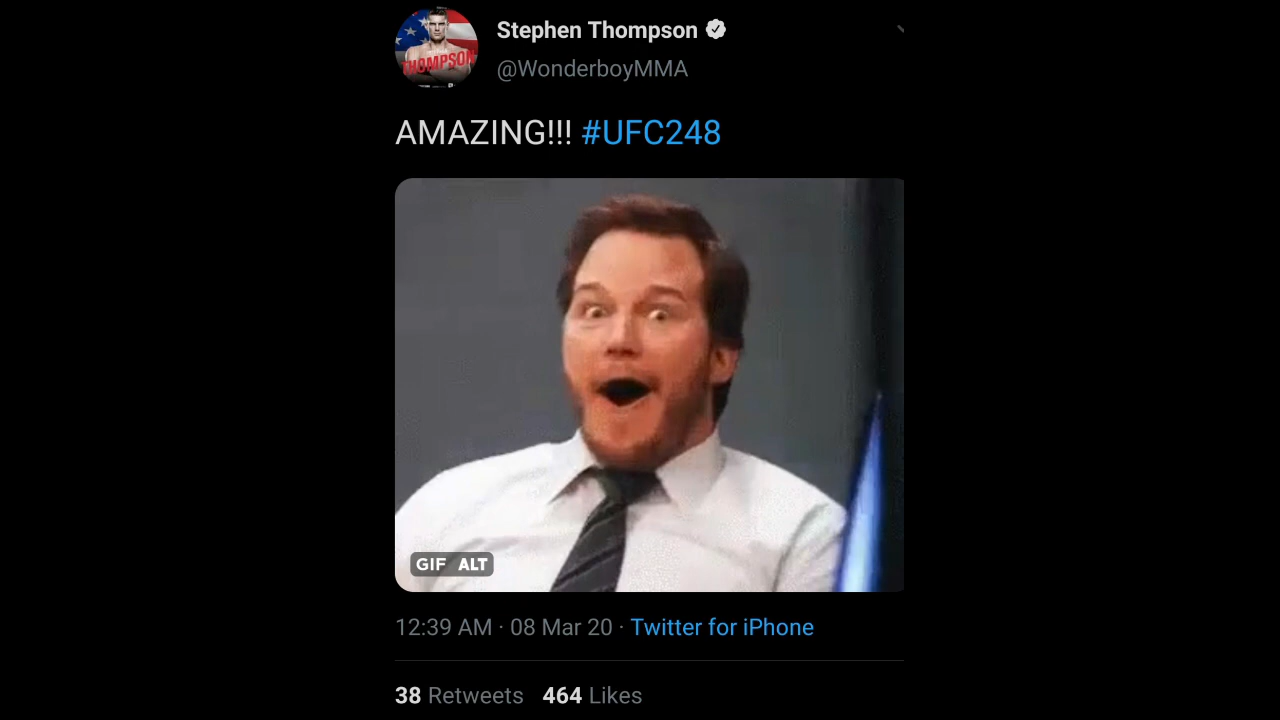 Stephen Thompson
@WonderboyMMA
THOMPSON
AMAZING!!! #UFC248
GIF ALT
12:39 AM · 08 Mar 20 · Twitter for iPhone
38 Retweets 464 Likes